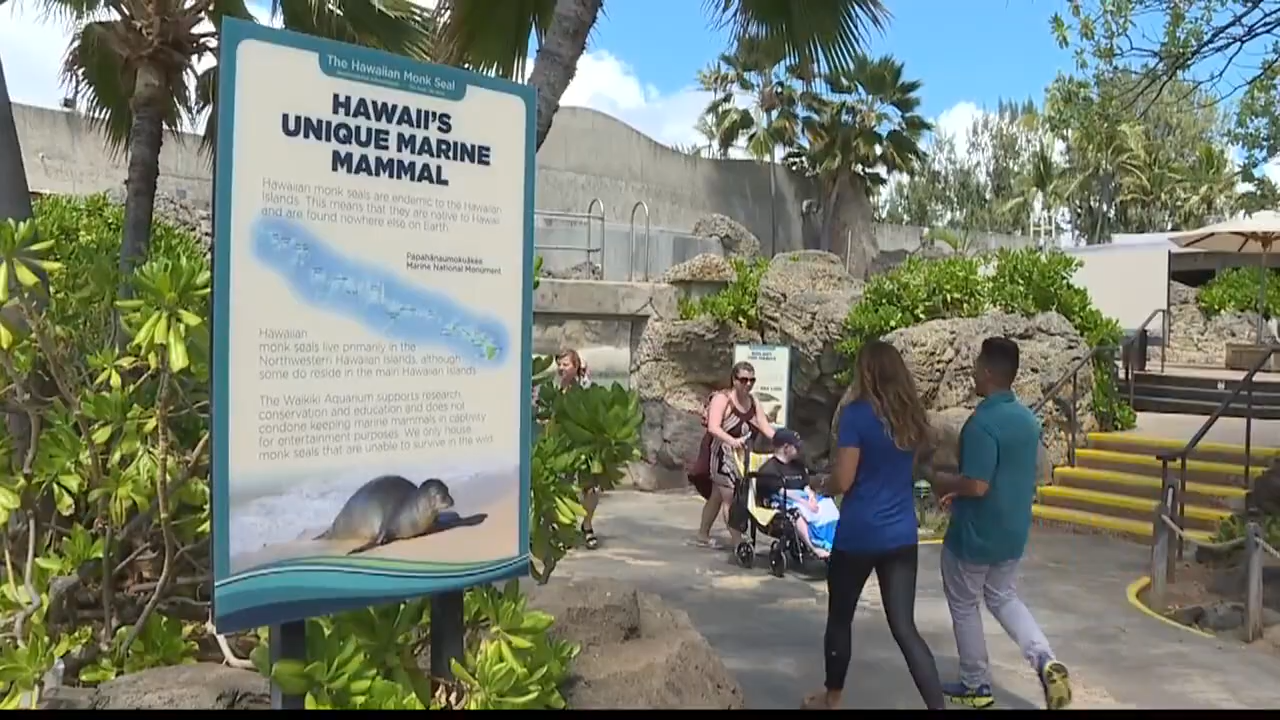 The Hawaiian Monk Seal
HAWAII'S
UNIQUE MARINE
MAMMAL
Hawaiian monk seals are endemic to the Hawaiian
Islands. This means that they are native to Hawaii
and are found nowhere else on Earth.
Papahānaumokuākea
Marine National Monument
Hawaiian
monk seals live primarily in the
Northwestern Hawaiian Islands, although
some do reside in the main Hawaiian Islands
The Waikiki Aquarium supports research,
conservation and education and does not
condone keeping marine mammals in captivity
for entertainment purposes. We only house
monk seals that are unable to survive in the wild.